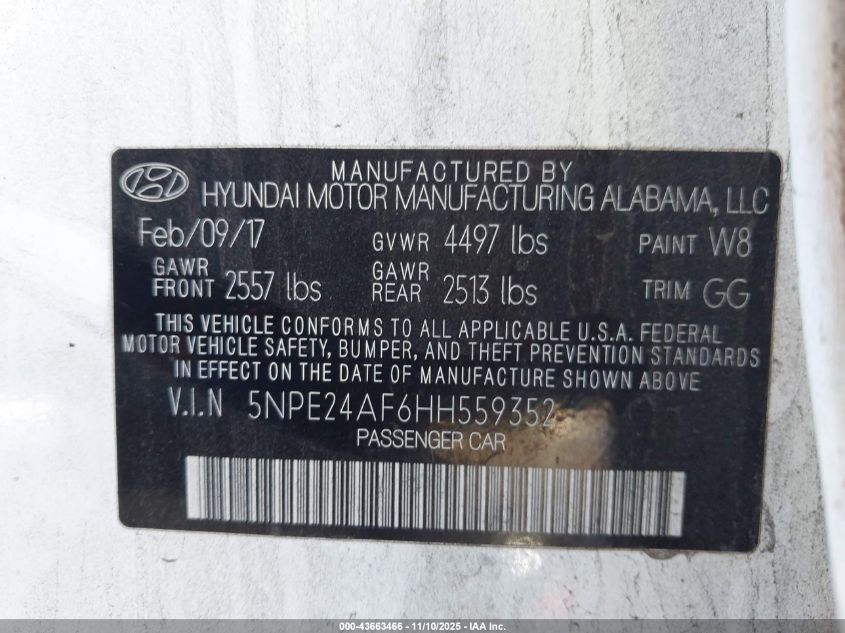 MANUFACTURED BY
HYUNDAI MOTOR MANUFACTURING ALABAMA, LLC
Feb/09/17 GVWR 4497 lbs PAINT W8
GAWR FRONT 2557 lbs GAWR REAR 2513 lbs TRIM GG
THIS VEHICLE CONFORMS TO ALL APPLICABLE U.S.A. FEDERAL
MOTOR VEHICLE SAFETY, BUMPER, AND THEFT PREVENTION STANDARDS
IN EFFECT ON THE DATE OF MANUFACTURE SHOWN ABOVE
V.I.N 5NPE24AF6HH559352
PASSENGER CAR
000-43663466 - 11/10/2025 - IAA Inc.